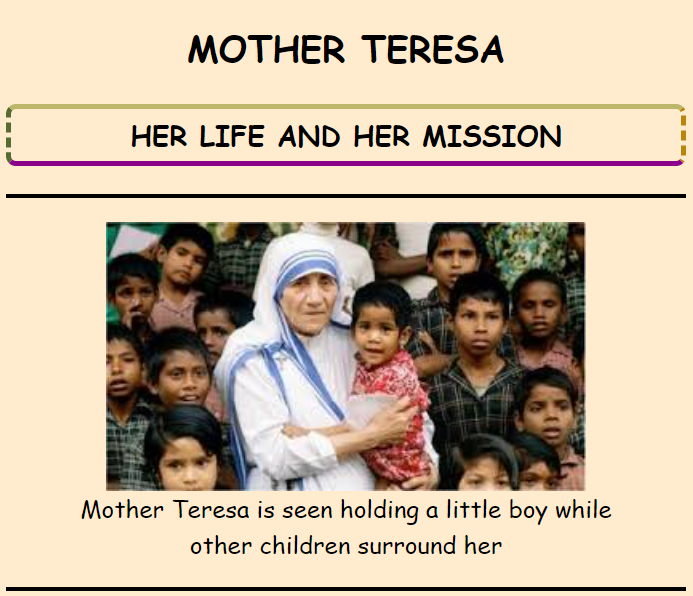 MOTHER TERESA
HER LIFE AND HER MISSION
Mother Teresa is seen holding a little boy while
other children surround her